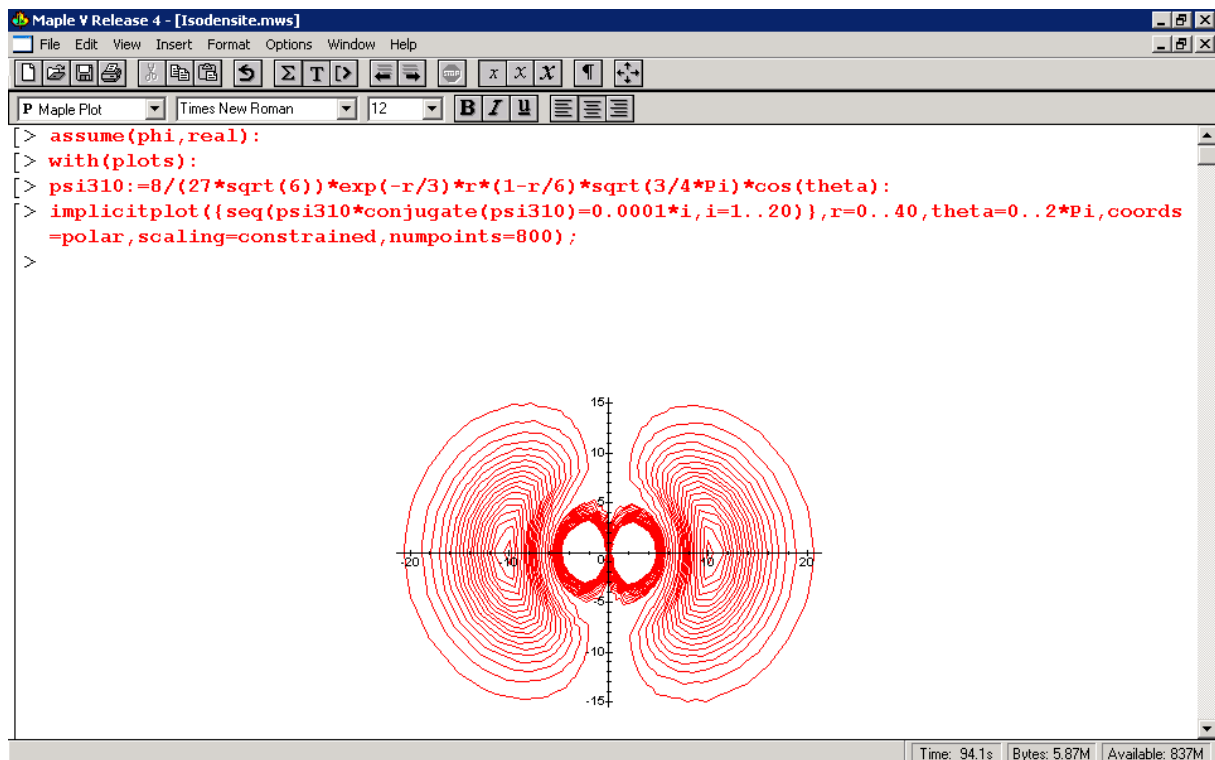 Maple V Release 4 - [Isodensite.mws]
File Edit View Insert Format Options Window Help
STOP x x x ¶
P Maple Plot Times New Roman 12 B I u
[> assume(phi,real):
[> with(plots):
[> psi310:=8/(27*sqrt(6))*exp(-r/3)*r*(1-r/6)*sqrt(3/4*Pi)*cos(theta):
[> implicitplot({seq(psi310*conjugate(psi310)=0.0001*i,i=1..20)},r=0..40,theta=0..2*Pi,coords
=polar,scaling=constrained,numpoints=800);
>
15
10
5
-20 -10 0 10 20
-5
-10
-15
Time: 94.1s Bytes: 5.87M Available: 837M